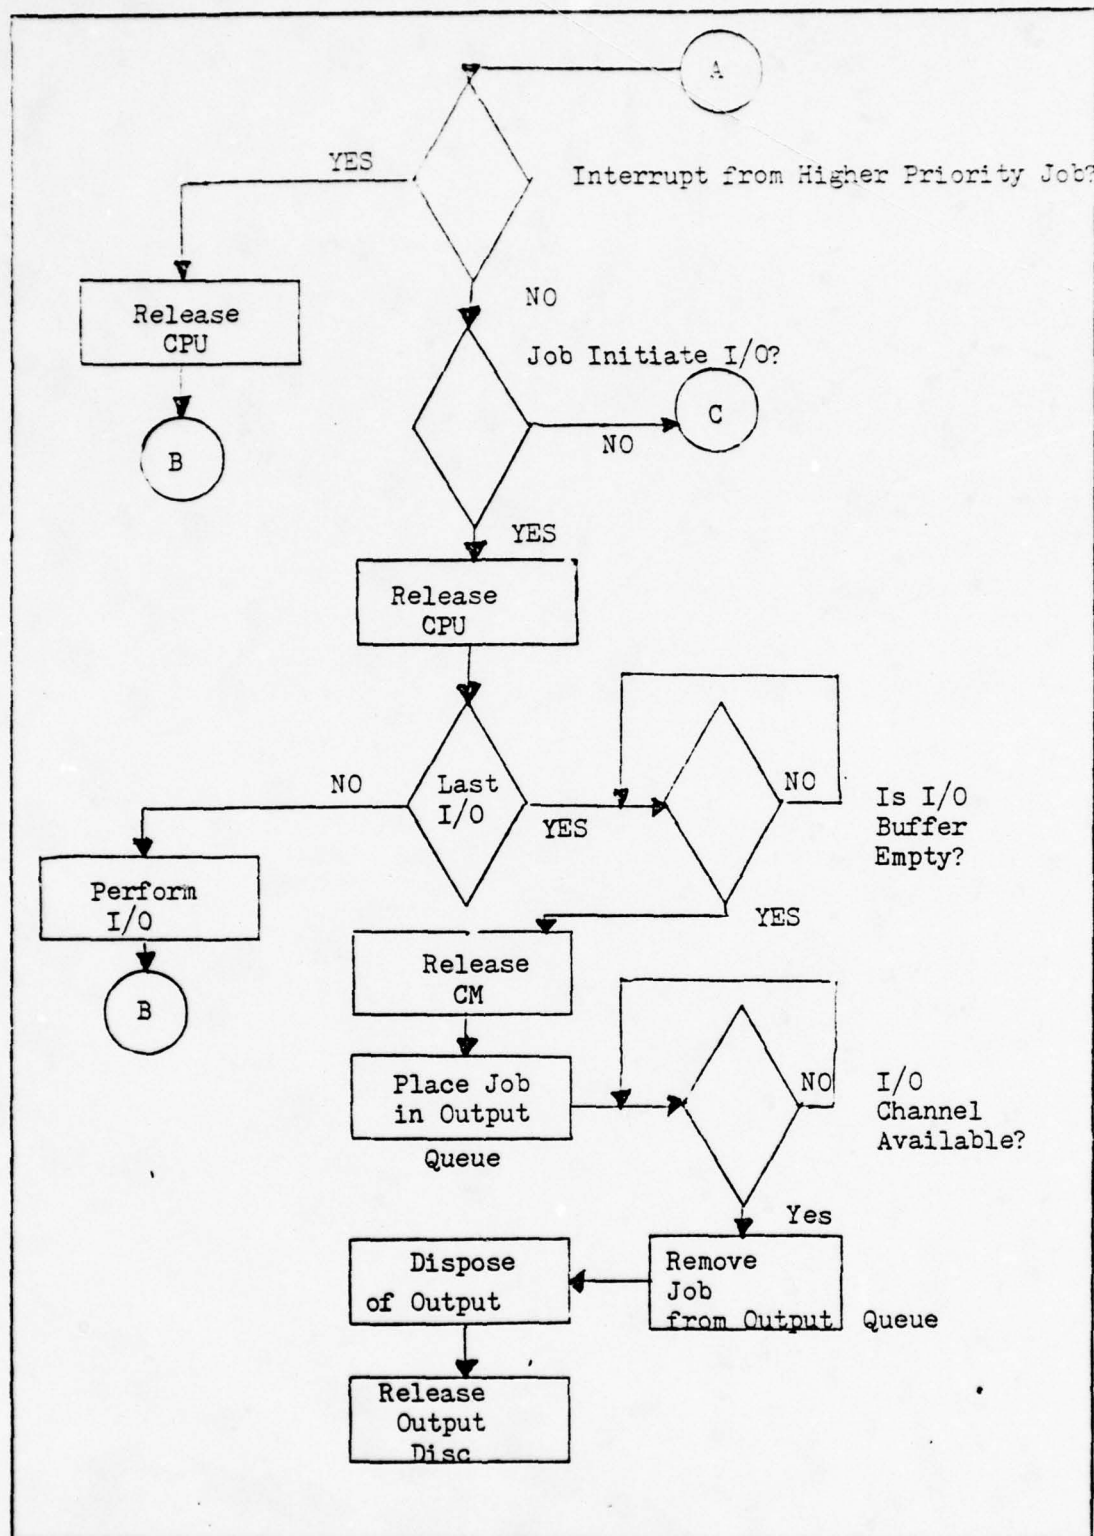 A
YES
Interrupt from Higher Priority Job?
Release
CPU
NO
Job Initiate I/O?
C
NO
B
YES
Release
CPU
NO
Last
I/O
YES
NO
Is I/O
Buffer
Empty?
Perform
I/O
YES
B
Release
CM
Place Job
in Output
Queue
NO
I/O
Channel
Available?
Yes
Dispose
of Output
Remove
Job
from Output Queue
Release
Output
Disc